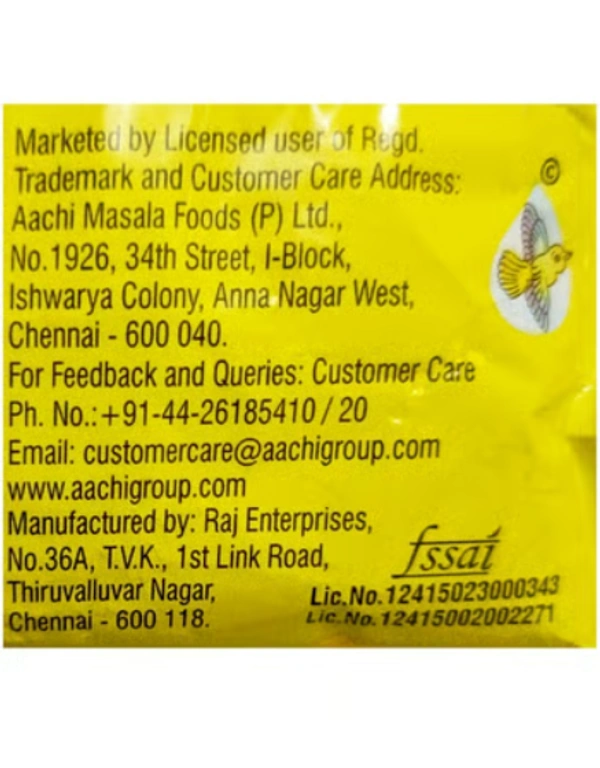 Marketed by Licensed user of Regd.
Trademark and Customer Care Address:
Aachi Masala Foods (P) Ltd.,
No.1926, 34th Street, I-Block,
Ishwarya Colony, Anna Nagar West,
Chennai - 600 040.
For Feedback and Queries: Customer Care
Ph. No.:+91-44-26185410 / 20
Email: customercare@aachigroup.com
www.aachigroup.com
Manufactured by: Raj Enterprises,
No.36A, T.V.K., 1st Link Road,
Thiruvalluvar Nagar,
Chennai - 600 118.
©
fssai
Lic.No.12415023000343
Lic.No.12415002002271